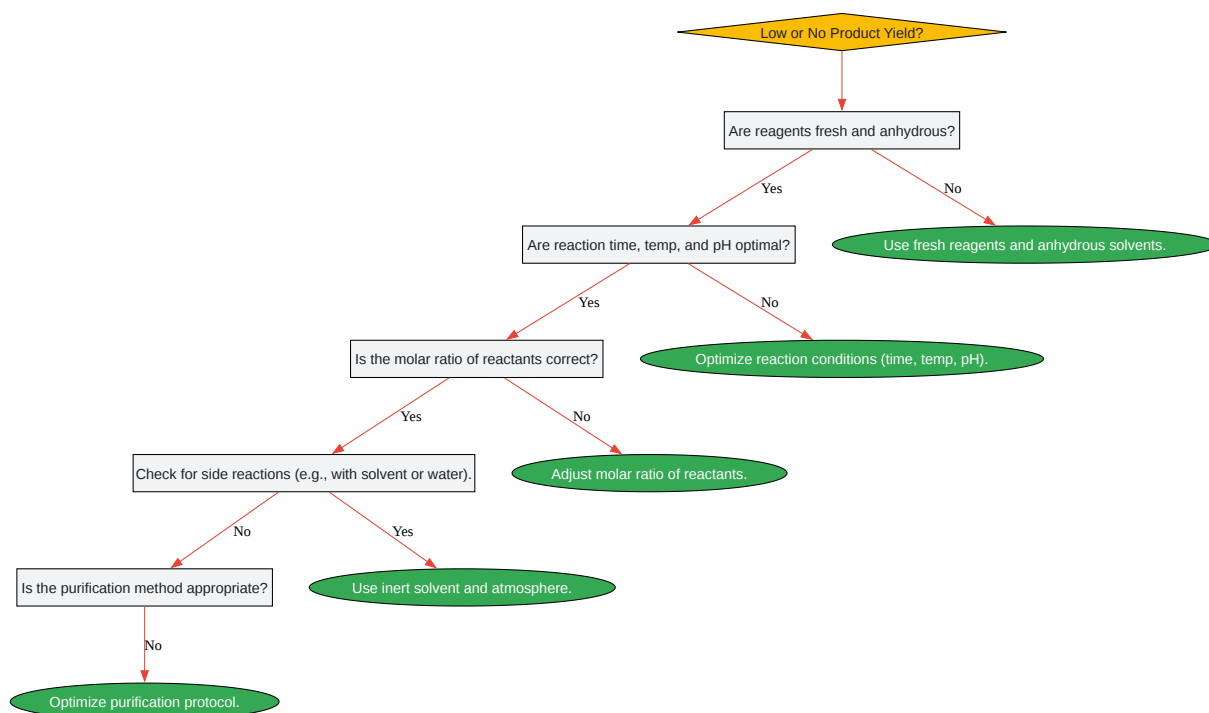 Low or No Product Yield?
Are reagents fresh and anhydrous?
Yes
No
Are reaction time, temp, and pH optimal?
Use fresh reagents and anhydrous solvents.
Yes
No
Is the molar ratio of reactants correct?
Optimize reaction conditions (time, temp, pH).
Yes
No
Check for side reactions (e.g., with solvent or water).
Adjust molar ratio of reactants.
No
Yes
Is the purification method appropriate?
Use inert solvent and atmosphere.
No
Optimize purification protocol.